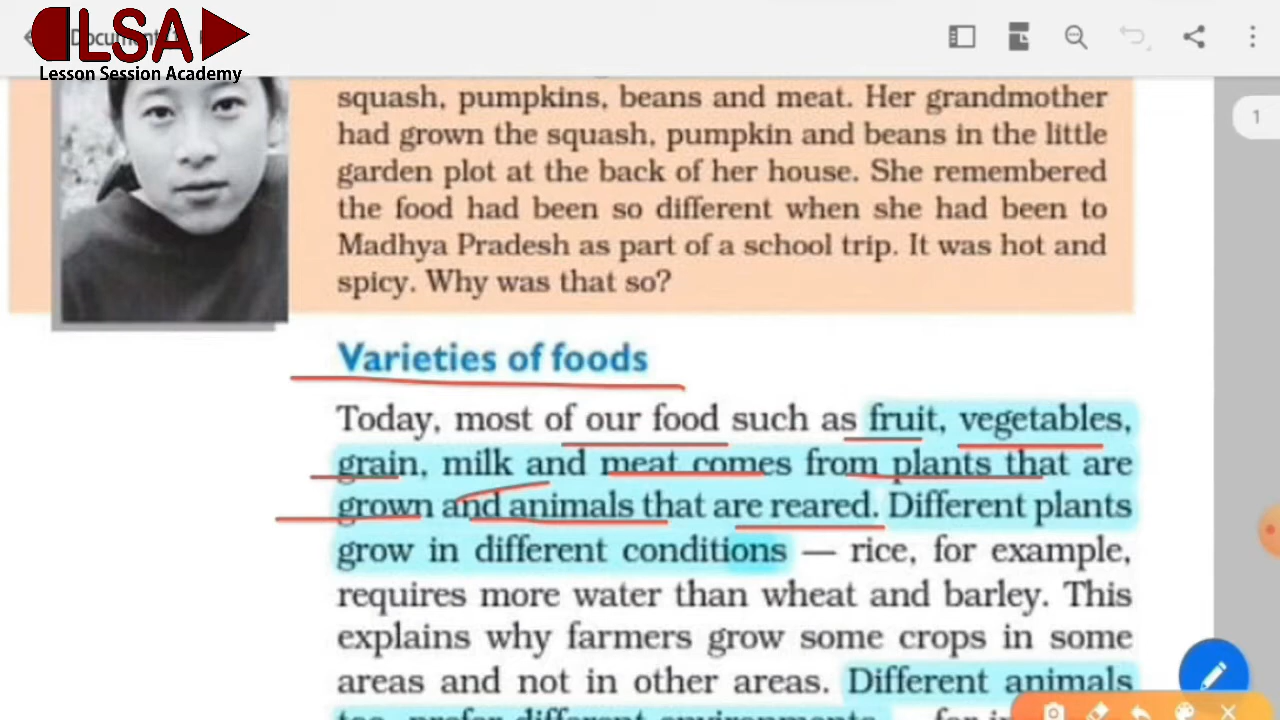 LSA
Lesson Session Academy
Document
1
squash, pumpkins, beans and meat. Her grandmother
had grown the squash, pumpkin and beans in the little
garden plot at the back of her house. She remembered
the food had been so different when she had been to
Madhya Pradesh as part of a school trip. It was hot and
spicy. Why was that so?
Varieties of foods
Today, most of our food such as fruit, vegetables,
grain, milk and meat comes from plants that are
grown and animals that are reared. Different plants
grow in different conditions — rice, for example,
requires more water than wheat and barley. This
explains why farmers grow some crops in some
areas and not in other areas. Different animals
too, prefer different environments